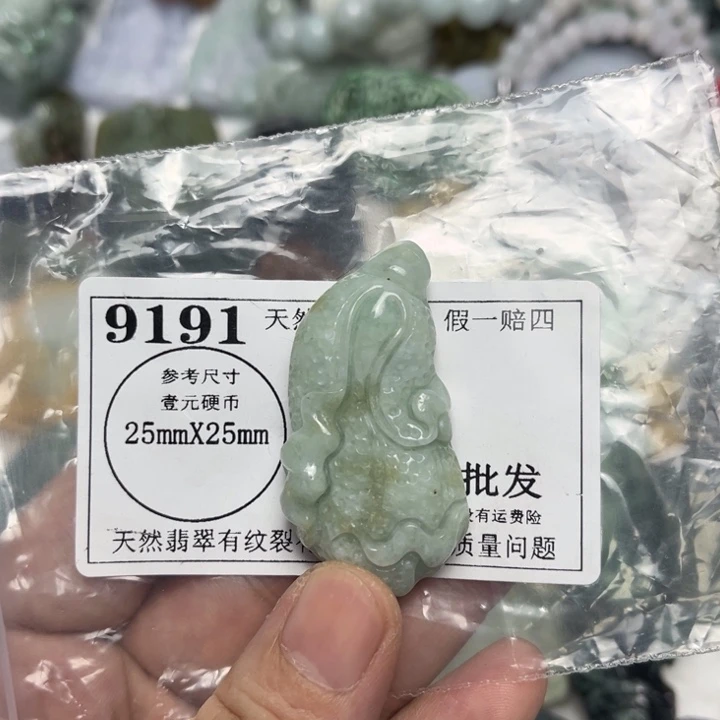 9191 天然 假一赔四
参考尺寸
壹元硬币
25mmX25mm
批发
有运费险
天然翡翠有纹裂 质量问题